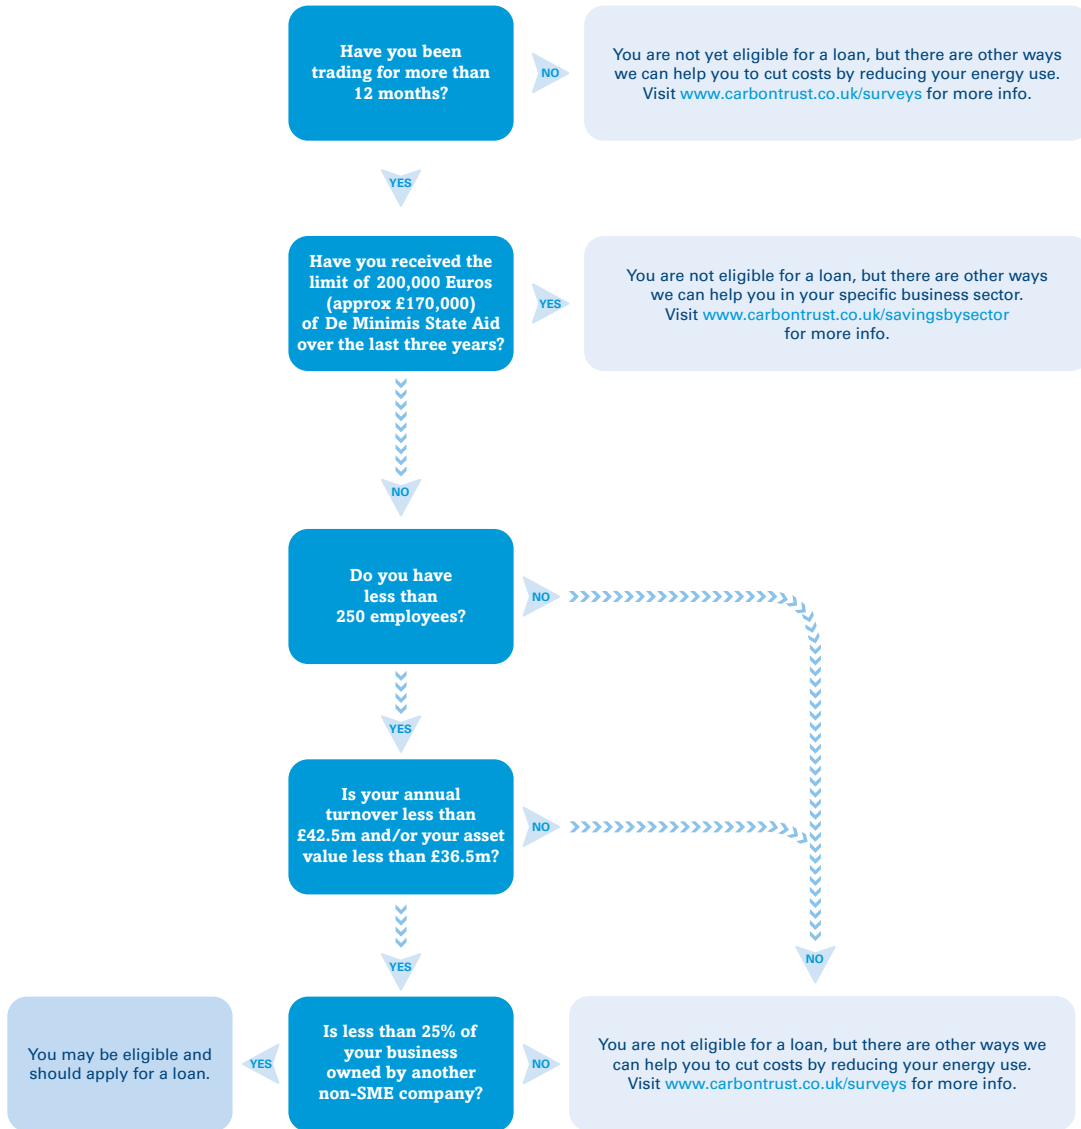 Have you been
trading for more than
12 months?
NO
You are not yet eligible for a loan, but there are other ways
we can help you to cut costs by reducing your energy use.
Visit www.carbontrust.co.uk/surveys for more info.
YES
Have you received the
limit of 200,000 Euros
(approx £170,000)
of De Minimis State Aid
over the last three years?
YES
You are not eligible for a loan, but there are other ways
we can help you in your specific business sector.
Visit www.carbontrust.co.uk/savingsbysector
for more info.
NO
Do you have
less than
250 employees?
NO
YES
Is your annual
turnover less than
£42.5m and/or your asset
value less than £36.5m?
NO
YES
NO
You may be eligible and
should apply for a loan.
YES
Is less than 25% of
your business
owned by another
non-SME company?
NO
You are not eligible for a loan, but there are other ways we
can help you to cut costs by reducing your energy use.
Visit www.carbontrust.co.uk/surveys for more info.